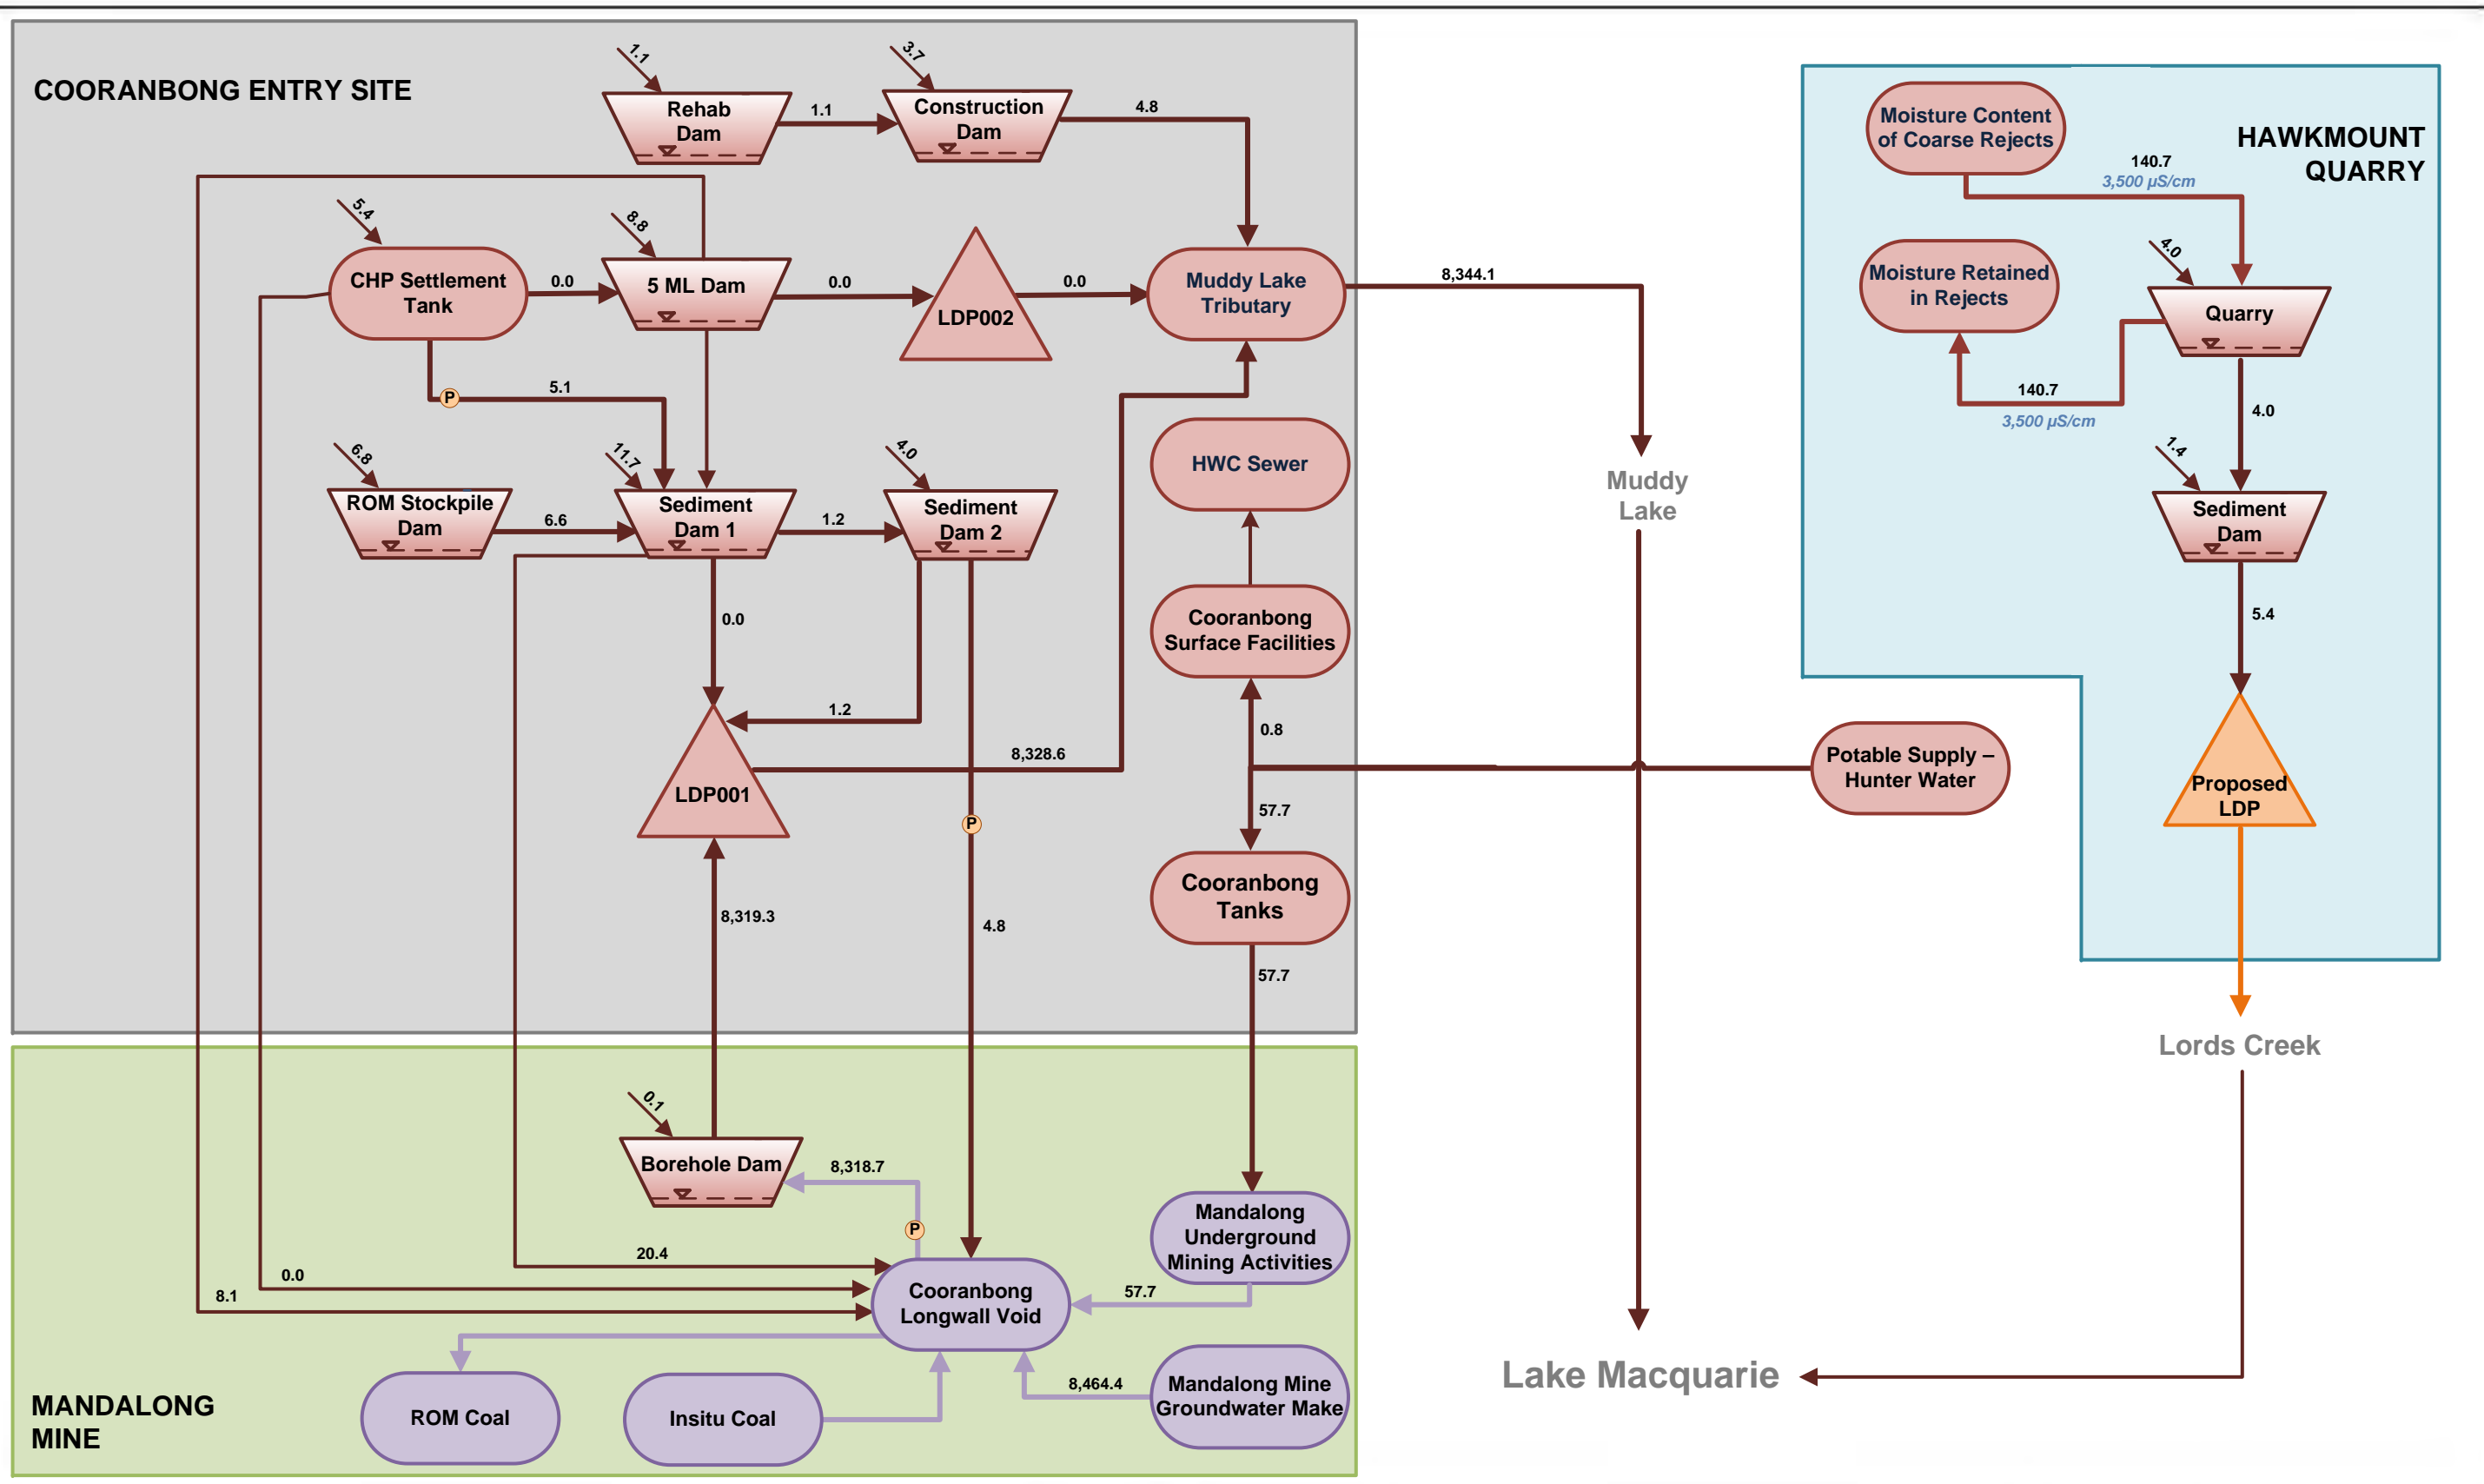 COORANBONG ENTRY SITE
1.1
Rehab
Dam
1.1
3.7
Construction
Dam
4.8
5.4
CHP Settlement
Tank
0.0
8.8
5 ML Dam
0.0
LDP002
0.0
Muddy Lake
Tributary
8,344.1
P
5.1
6.8
ROM Stockpile
Dam
6.6
11.7
Sediment
Dam 1
1.2
4.0
Sediment
Dam 2
HWC Sewer
Muddy
Lake
0.0
1.2
Cooranbong
Surface Facilities
0.8
8,328.6
LDP001
P
57.7
Potable Supply –
Hunter Water
Cooranbong
Tanks
8,319.3
4.8
57.7
HAWKMOUNT
QUARRY
Moisture Content
of Coarse Rejects
140.7
3,500 µS/cm
Moisture Retained
in Rejects
4.0
Quarry
140.7
3,500 µS/cm
4.0
1.4
Sediment
Dam
5.4
Proposed
LDP
Lords Creek
Lake Macquarie
MANDALONG
MINE
0.1
Borehole Dam
8,318.7
P
Mandalong
Underground
Mining Activities
20.4
0.0
8.1
Cooranbong
Longwall Void
57.7
ROM Coal
Insitu Coal
8,464.4
Mandalong Mine
Groundwater Make